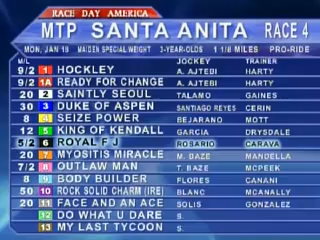 RACE DAY AMERICA
MTP SANTA ANITA RACE 4
MON, JAN 19 MAIDEN SPECIAL WEIGHT 3-YEAR-OLDS 1 1/8 MILES PRO-RIDE
M/L JOCKEY TRAINER
9/2 1 HOCKLEY A. AJTEBI HARTY
9/2 1A READY FOR CHANGE A. AJTEBI HARTY
20 2 SAINTLY SEOUL TALAMO GAINES
30 3 DUKE OF ASPEN SANTIAGO REYES CERIN
8 4 SEIZE POWER BEJARANO MOTT
12 5 KING OF KENDALL GARCIA DRYSDALE
5/2 6 ROYAL F J ROSARIO CARAVA
20 7 MYOSITIS MIRACLE M. BAZE MANDELLA
7/2 8 OUTLAW MAN T. BAZE MCPEEK
8 9 BODY BUILDER FLORES CANANI
50 10 ROCK SOLID CHARM (IRE) BLANC MCANALLY
20 11 FACE AND AN ACE SOLIS GONZALEZ
12 DO WHAT U DARE S.
13 MY LAST TYCOON S.